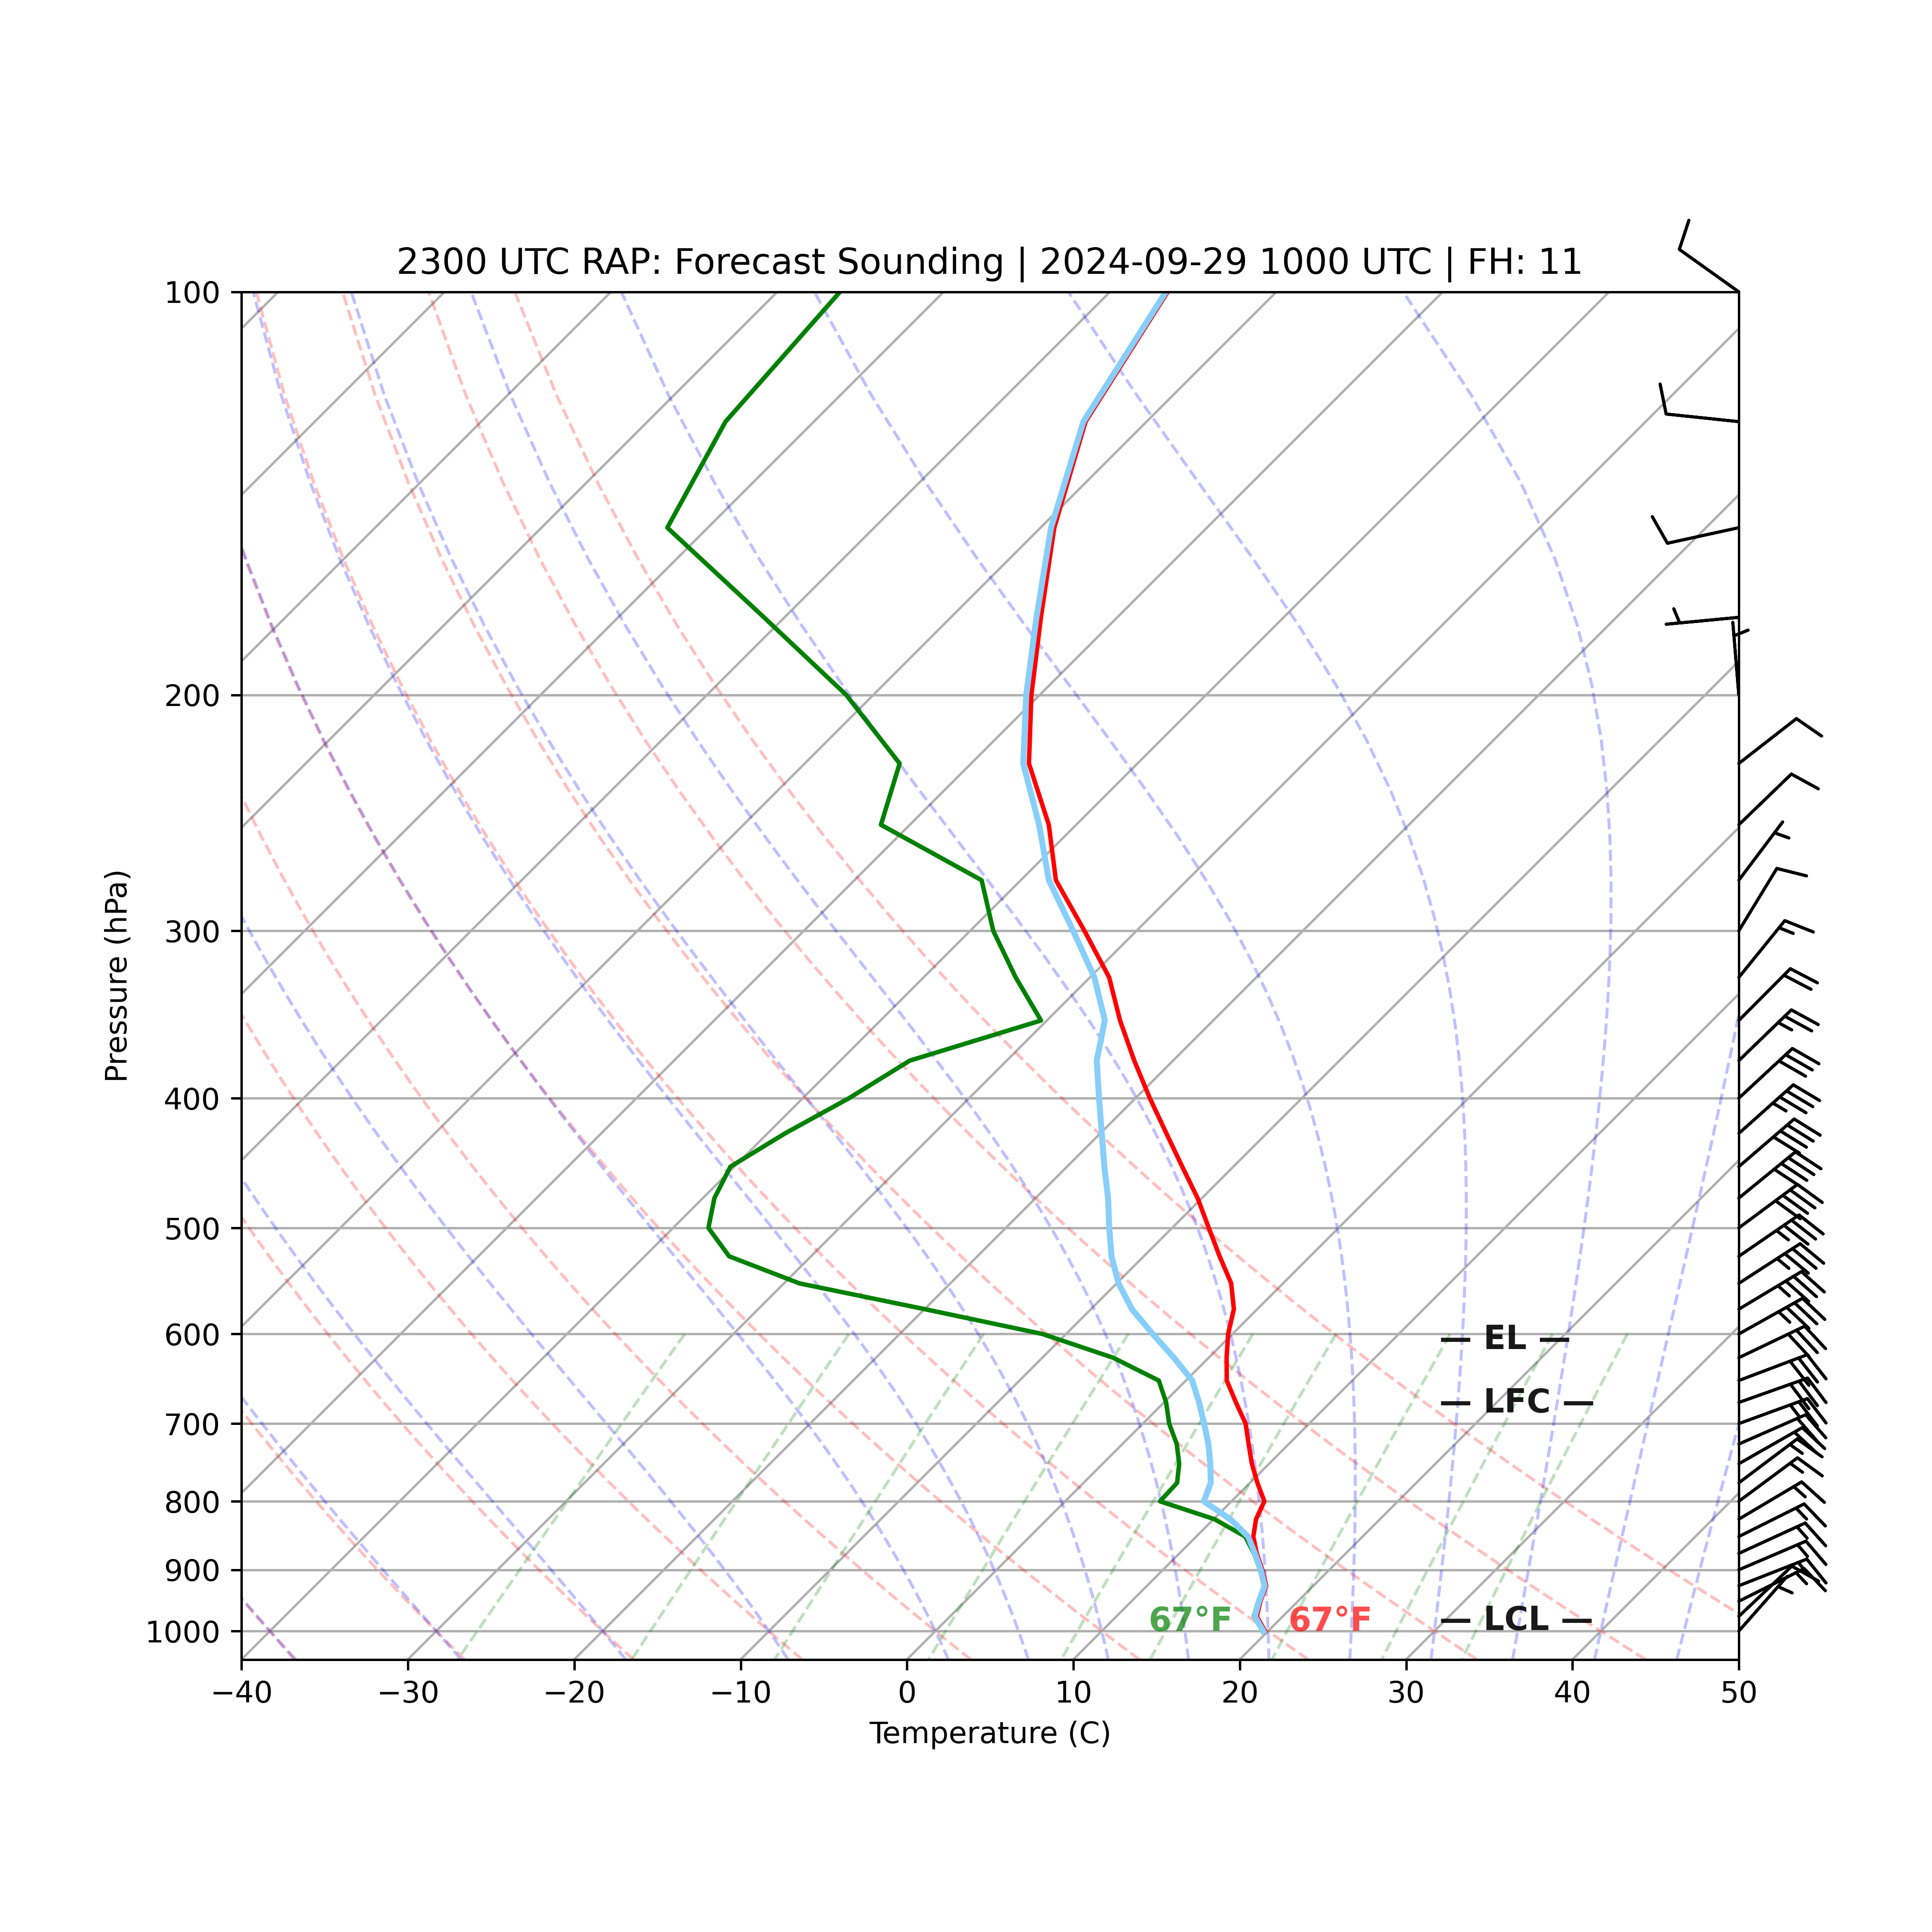 2300 UTC RAP: Forecast Sounding | 2024-09-29 1000 UTC | FH: 11
100
200
300
400
500
600
700
800
900
1000
Pressure (hPa)
— EL —
— LFC —
67°F 67°F — LCL —
−40 −30 −20 −10 0 10 20 30 40 50
Temperature (C)